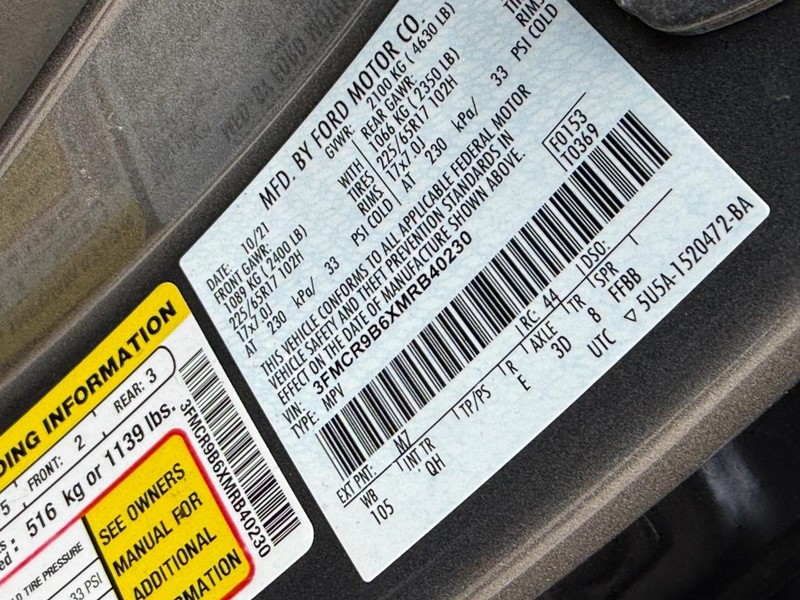 MFD. BY FORD MOTOR CO.
DATE: 10/21 GVWR: 2100 KG ( 4630 LB)
FRONT GAWR: REAR GAWR:
1089 KG ( 2400 LB) WITH 1066 KG ( 2350 LB)
225/65R17 102H TIRES 225/65R17 102H
17x7.0J RIMS 17x7.0J RIMS
AT 230 kPa/ 33 PSI COLD AT 230 kPa/ 33 PSI COLD
THIS VEHICLE CONFORMS TO ALL APPLICABLE FEDERAL MOTOR
VEHICLE SAFETY AND THEFT PREVENTION STANDARDS IN
EFFECT ON THE DATE OF MANUFACTURE SHOWN ABOVE.
VIN: 3FMCR9B6XMRB40230 F0153
TYPE: MPV T0369
EXT PNT: M7 RC: 44 DSO:
WB INT TR TP/PS R AXLE TR SPR
105 QH E 3D 8 FFBB
UTC ▽ 5U5A-1520472-BA
DING INFORMATION
5 FRONT: 2 REAR: 3
516 kg or 1139 lbs.
3FMCR9B6XMRB40230
TIRE PRESSURE
33 PSI
SEE OWNERS
MANUAL FOR
ADDITIONAL